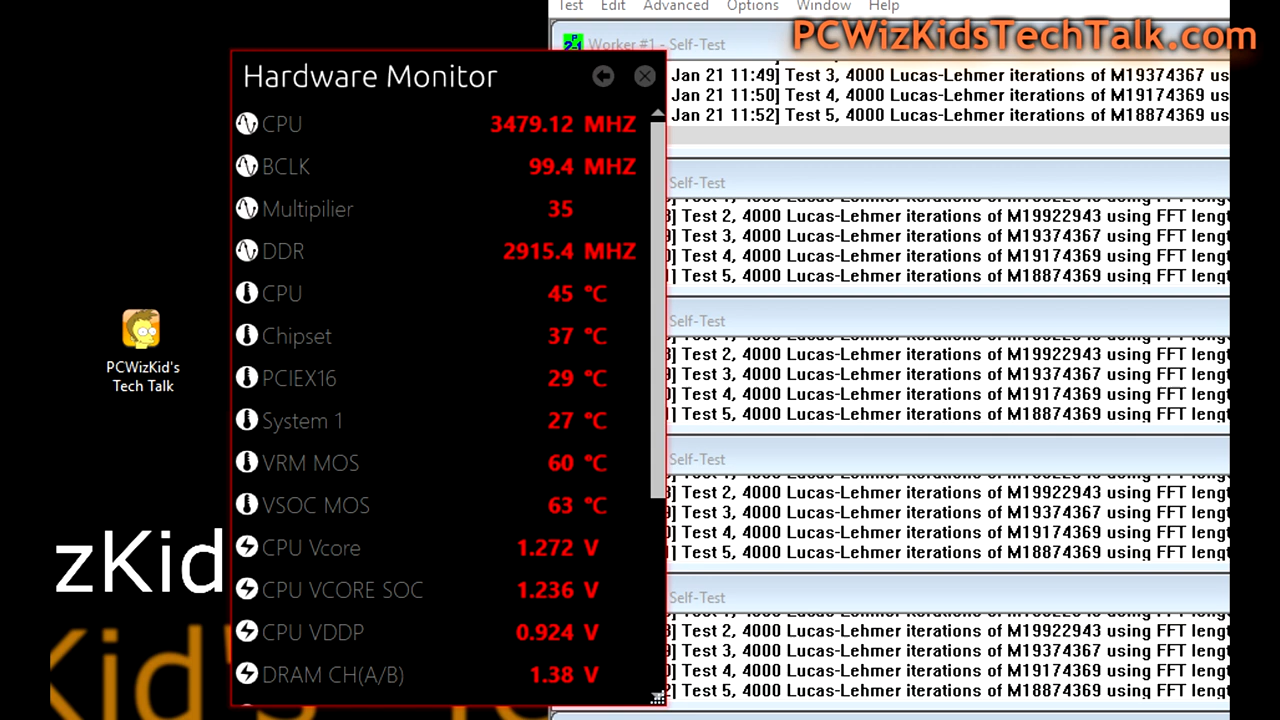 Test Edit Advanced Options Window Help
PCWizKidsTechTalk.com
Worker #1 - Self-Test
Jan 21 11:49] Test 3, 4000 Lucas-Lehmer iterations of M19374367 us
Jan 21 11:50] Test 4, 4000 Lucas-Lehmer iterations of M19174369 us
Jan 21 11:52] Test 5, 4000 Lucas-Lehmer iterations of M18874369 us
Hardware Monitor
CPU 3479.12 MHZ
BCLK 99.4 MHZ
Multipilier 35
DDR 2915.4 MHZ
CPU 45 °C
Chipset 37 °C
PCIEX16 29 °C
System 1 27 °C
VRM MOS 60 °C
VSOC MOS 63 °C
CPU Vcore 1.272 V
CPU VCORE SOC 1.236 V
CPU VDDP 0.924 V
DRAM CH(A/B) 1.38 V
Self-Test
] Test 2, 4000 Lucas-Lehmer iterations of M19922943 using FFT lengt
] Test 3, 4000 Lucas-Lehmer iterations of M19374367 using FFT lengt
] Test 4, 4000 Lucas-Lehmer iterations of M19174369 using FFT lengt
] Test 5, 4000 Lucas-Lehmer iterations of M18874369 using FFT lengt
Self-Test
] Test 2, 4000 Lucas-Lehmer iterations of M19922943 using FFT lengt
] Test 3, 4000 Lucas-Lehmer iterations of M19374367 using FFT lengt
] Test 4, 4000 Lucas-Lehmer iterations of M19174369 using FFT lengt
] Test 5, 4000 Lucas-Lehmer iterations of M18874369 using FFT lengt
Self-Test
] Test 2, 4000 Lucas-Lehmer iterations of M19922943 using FFT lengt
] Test 3, 4000 Lucas-Lehmer iterations of M19374367 using FFT lengt
] Test 4, 4000 Lucas-Lehmer iterations of M19174369 using FFT lengt
] Test 5, 4000 Lucas-Lehmer iterations of M18874369 using FFT lengt
Self-Test
] Test 2, 4000 Lucas-Lehmer iterations of M19922943 using FFT lengt
] Test 3, 4000 Lucas-Lehmer iterations of M19374367 using FFT lengt
] Test 4, 4000 Lucas-Lehmer iterations of M19174369 using FFT lengt
] Test 5, 4000 Lucas-Lehmer iterations of M18874369 using FFT lengt
PCWizKid's
Tech Talk
zKid
Kid's